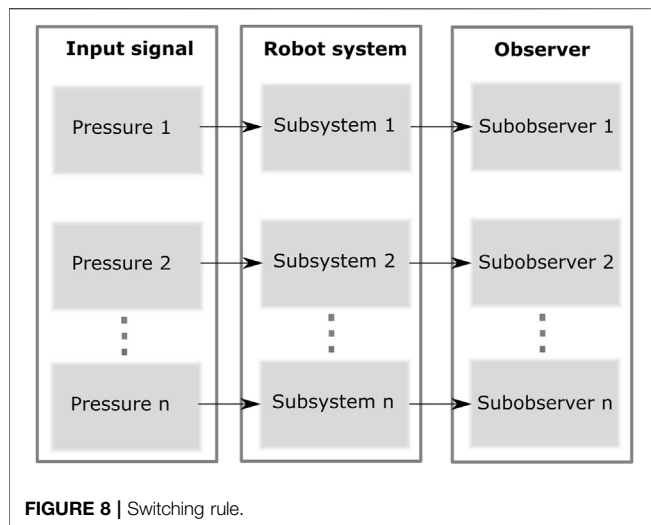 Input signal
Robot system
Observer
Pressure 1
Subsystem 1
Subobserver 1
Pressure 2
Subsystem 2
Subobserver 2
Pressure n
Subsystem n
Subobserver n
FIGURE 8 | Switching rule.